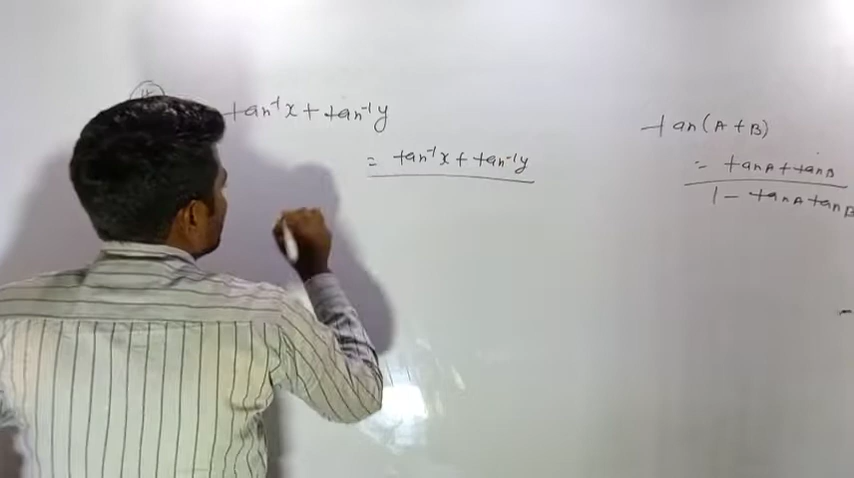 tan⁻¹x + tan⁻¹y
= tan⁻¹x + tan⁻¹y
tan(A+B)
= tanA + tanB
1 - tanA tanB